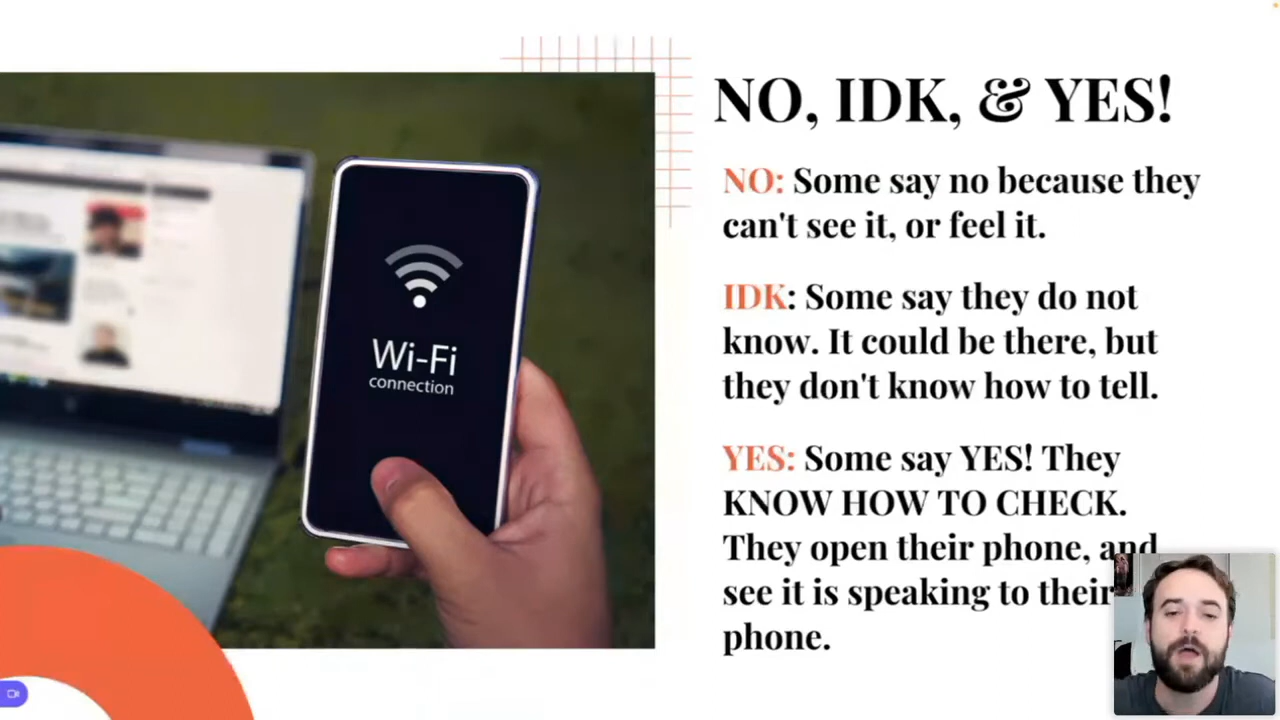 NO, IDK, & YES!
NO: Some say no because they
can't see it, or feel it.
IDK: Some say they do not
know. It could be there, but
they don't know how to tell.
YES: Some say YES! They
KNOW HOW TO CHECK.
They open their phone, and
see it is speaking to their
phone.
Wi-Fi
connection